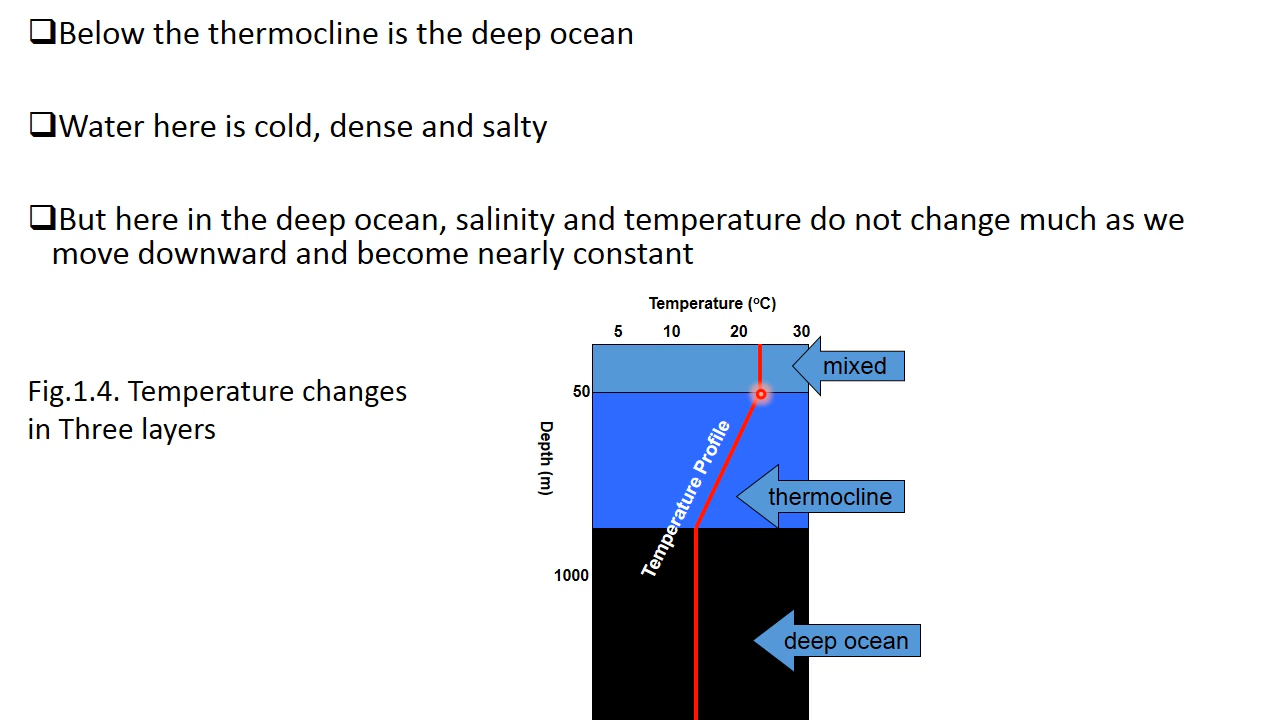 ❑Below the thermocline is the deep ocean
❑Water here is cold, dense and salty
❑But here in the deep ocean, salinity and temperature do not change much as we
move downward and become nearly constant
Temperature (ºC)
5 10 20 30
mixed
50
Fig.1.4. Temperature changes
in Three layers
Depth (m)
Temperature Profile
thermocline
1000
deep ocean